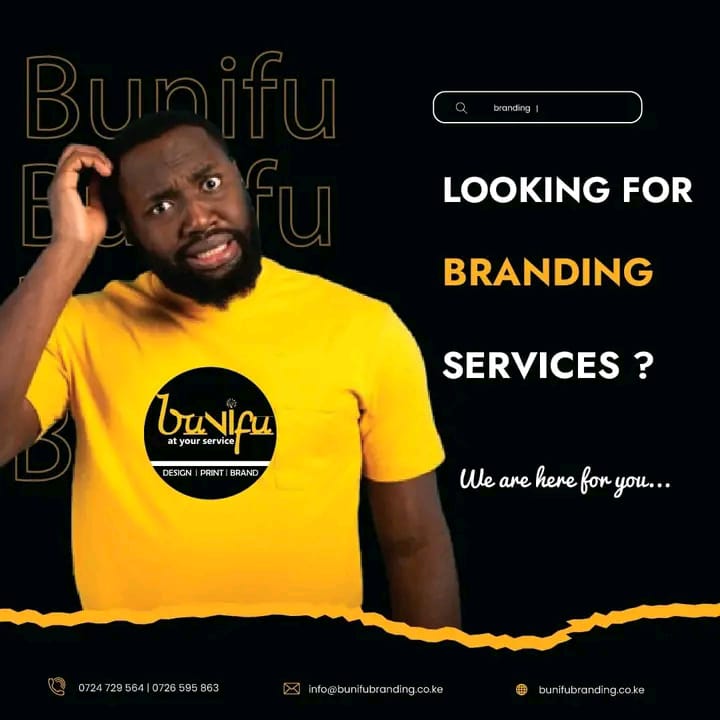 Bunifu
Bunifu
B
branding |
LOOKING FOR
BRANDING
SERVICES ?
bunifu
at your service
DESIGN | PRINT | BRAND
We are here for you...
0724 729 564 | 0726 595 863
info@bunifubranding.co.ke
bunifubranding.co.ke